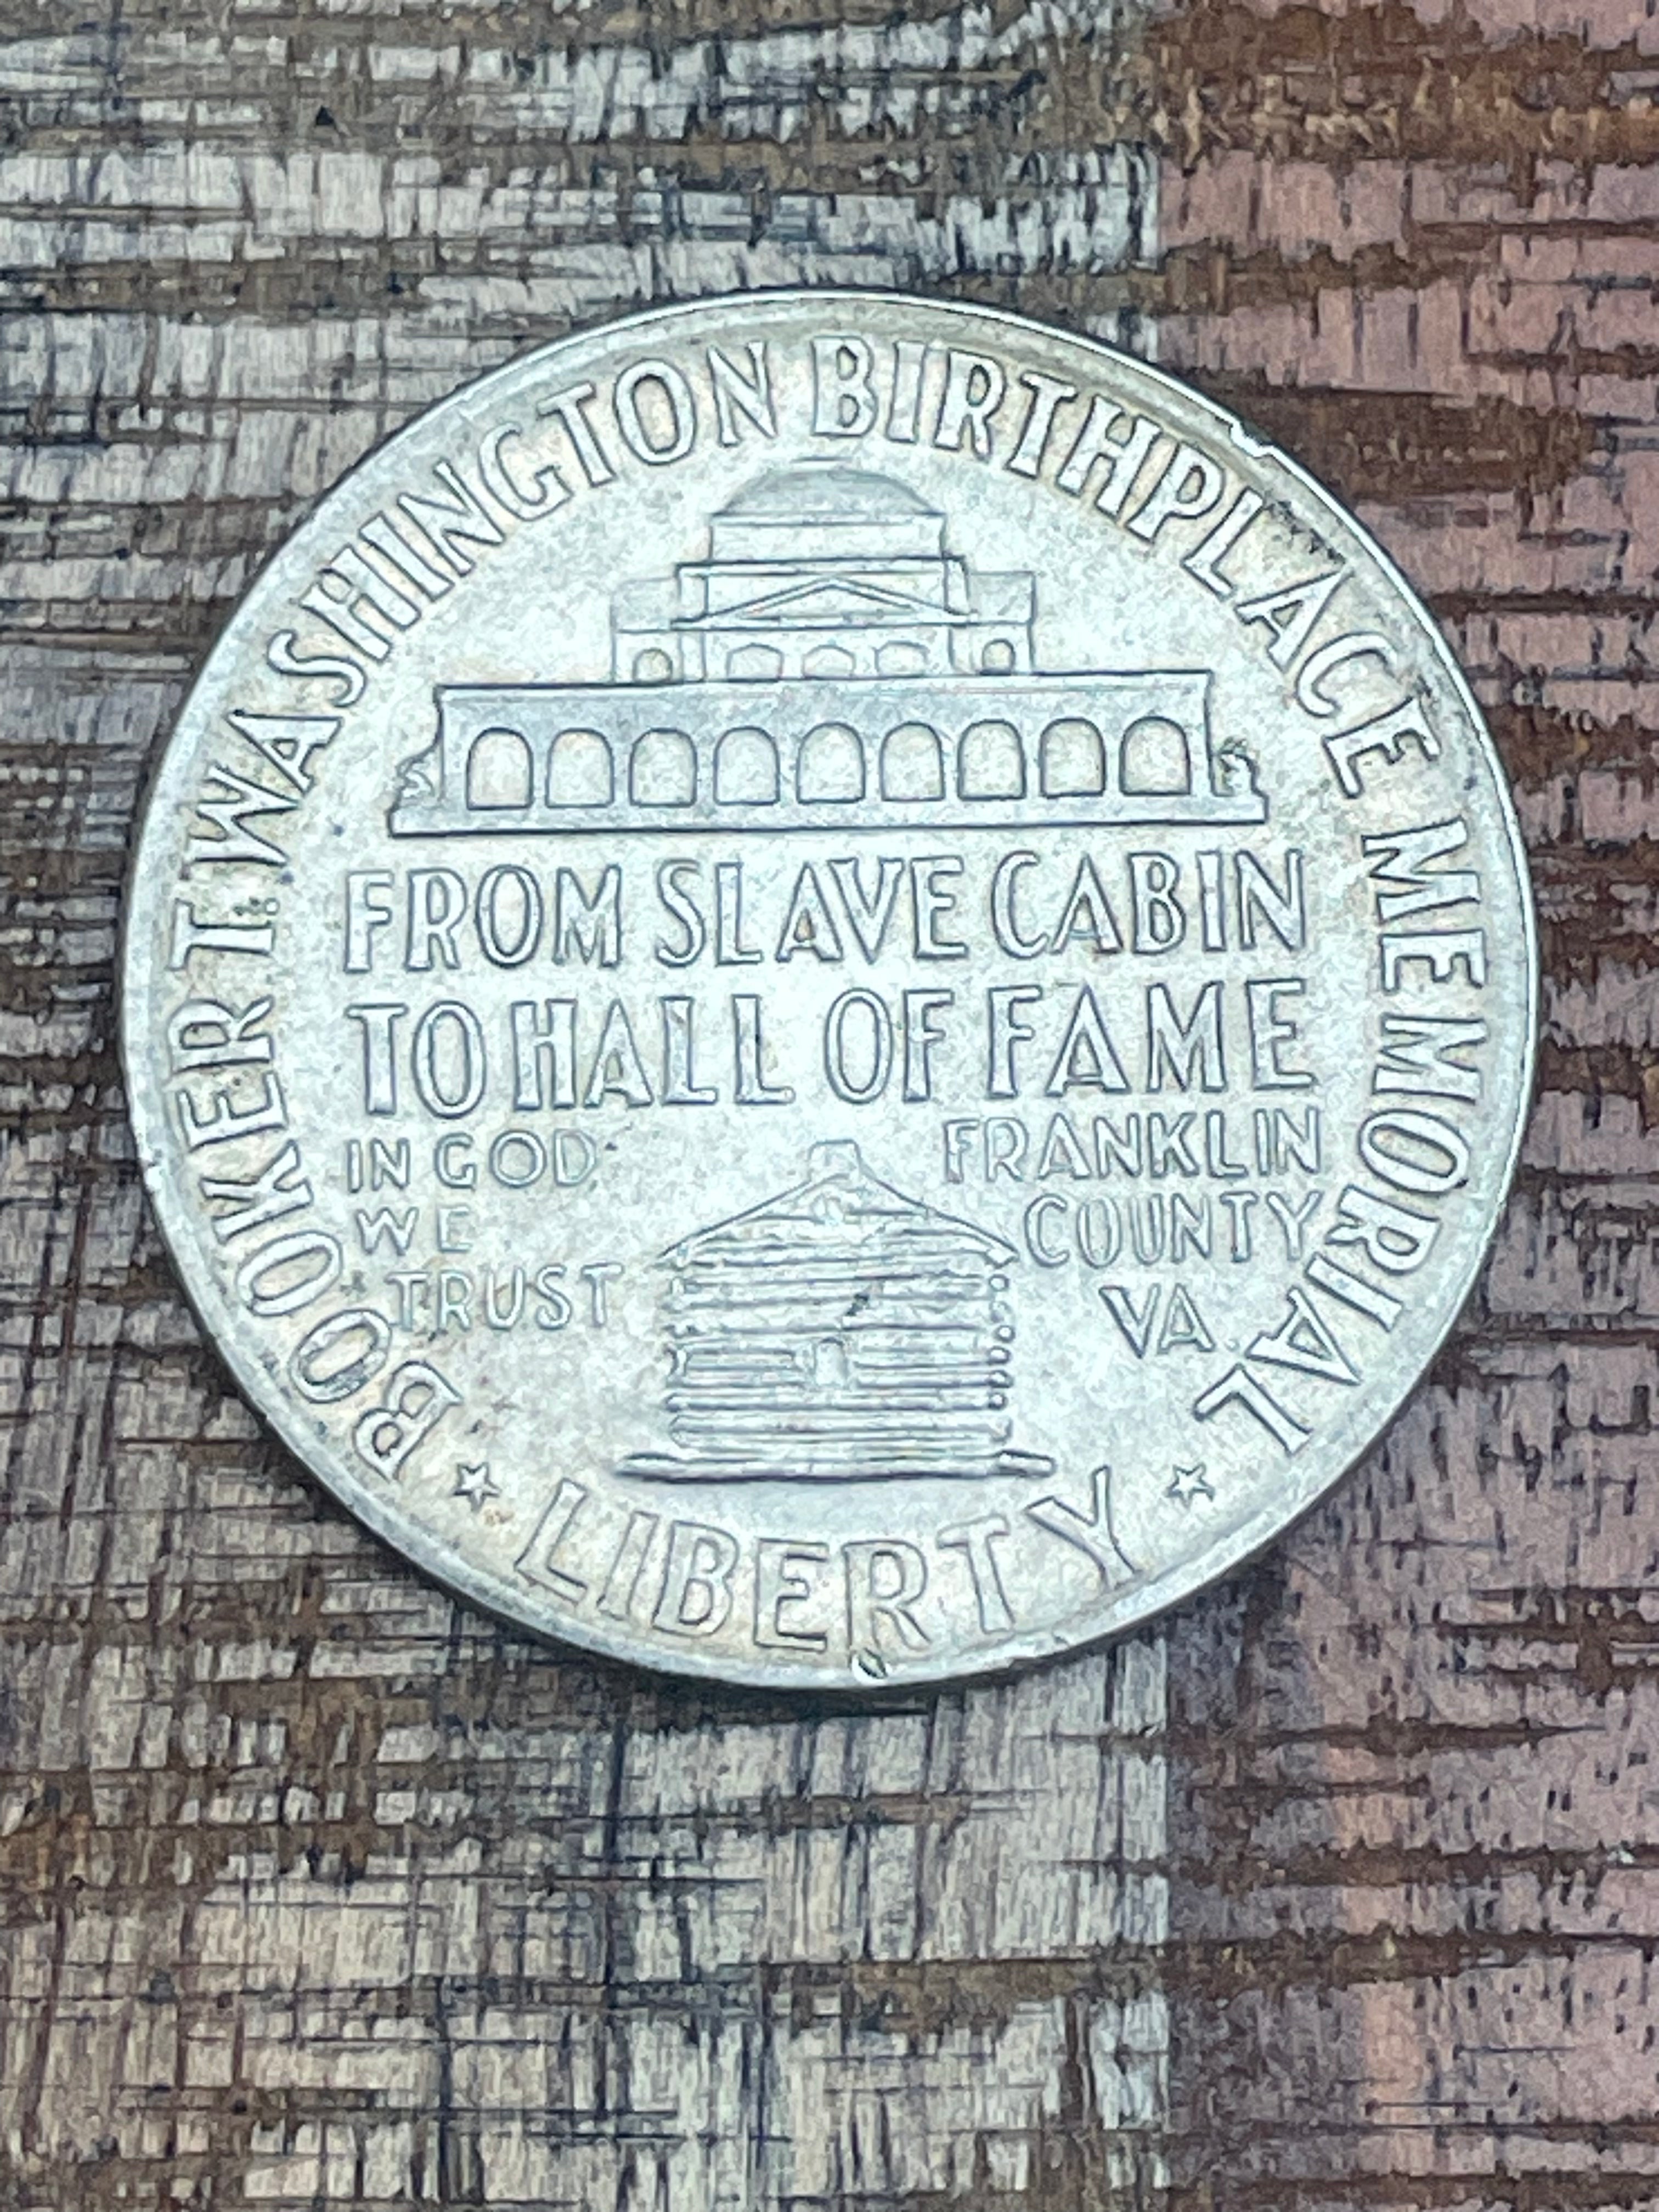 BOOKER T. WASHINGTON BIRTHPLACE MEMORIAL
FROM SLAVE CABIN
TO HALL OF FAME
IN GOD
WE
TRUST
FRANKLIN
COUNTY
VA.
LIBERTY